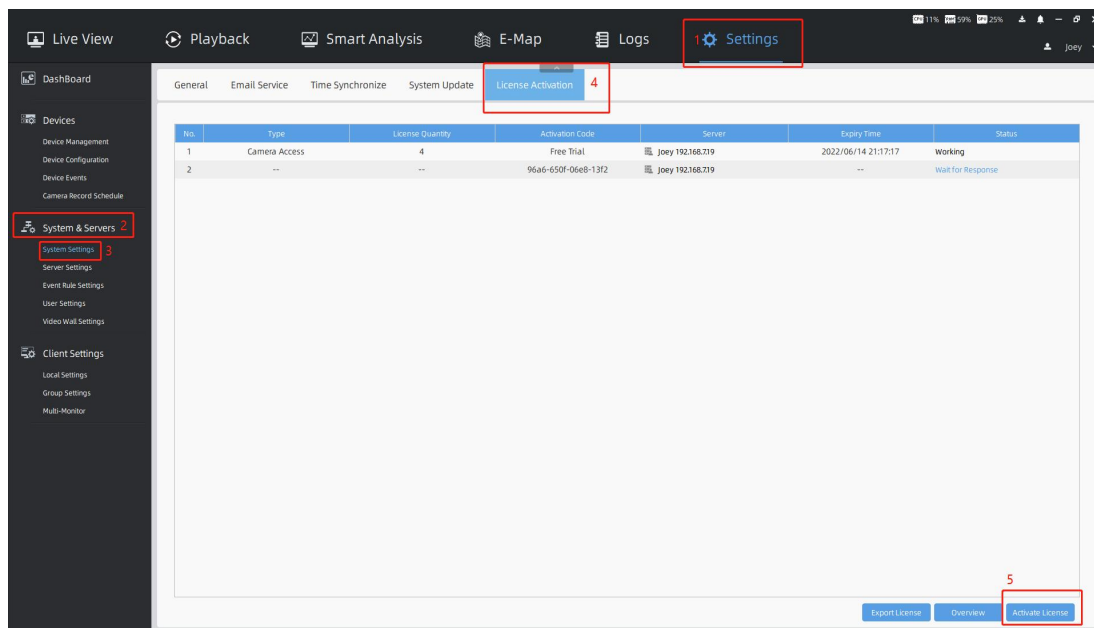 CPU 11% 59% 25%
Live View Playback Smart Analysis E-Map Logs 1 Settings
Joey
DashBoard
General Email Service Time Synchronize System Update License Activation 4
Devices
Device Management
Device Configuration
Device Events
Camera Record Schedule
System & Servers 2
System Settings 3
Server Settings
Event Rule Settings
User Settings
Video Wall Settings
Client Settings
Local Settings
Group Settings
Multi-Monitor
No. Type License Quantity Activation Code Server Expiry Time Status
1 Camera Access 4 Free Trial Joey 192.168.7.19 2022/06/14 21:17:17 Working
2 -- -- 96a6-650f-06e8-13f2 Joey 192.168.7.19 -- Wait for Response
5
Export License Overview Activate License